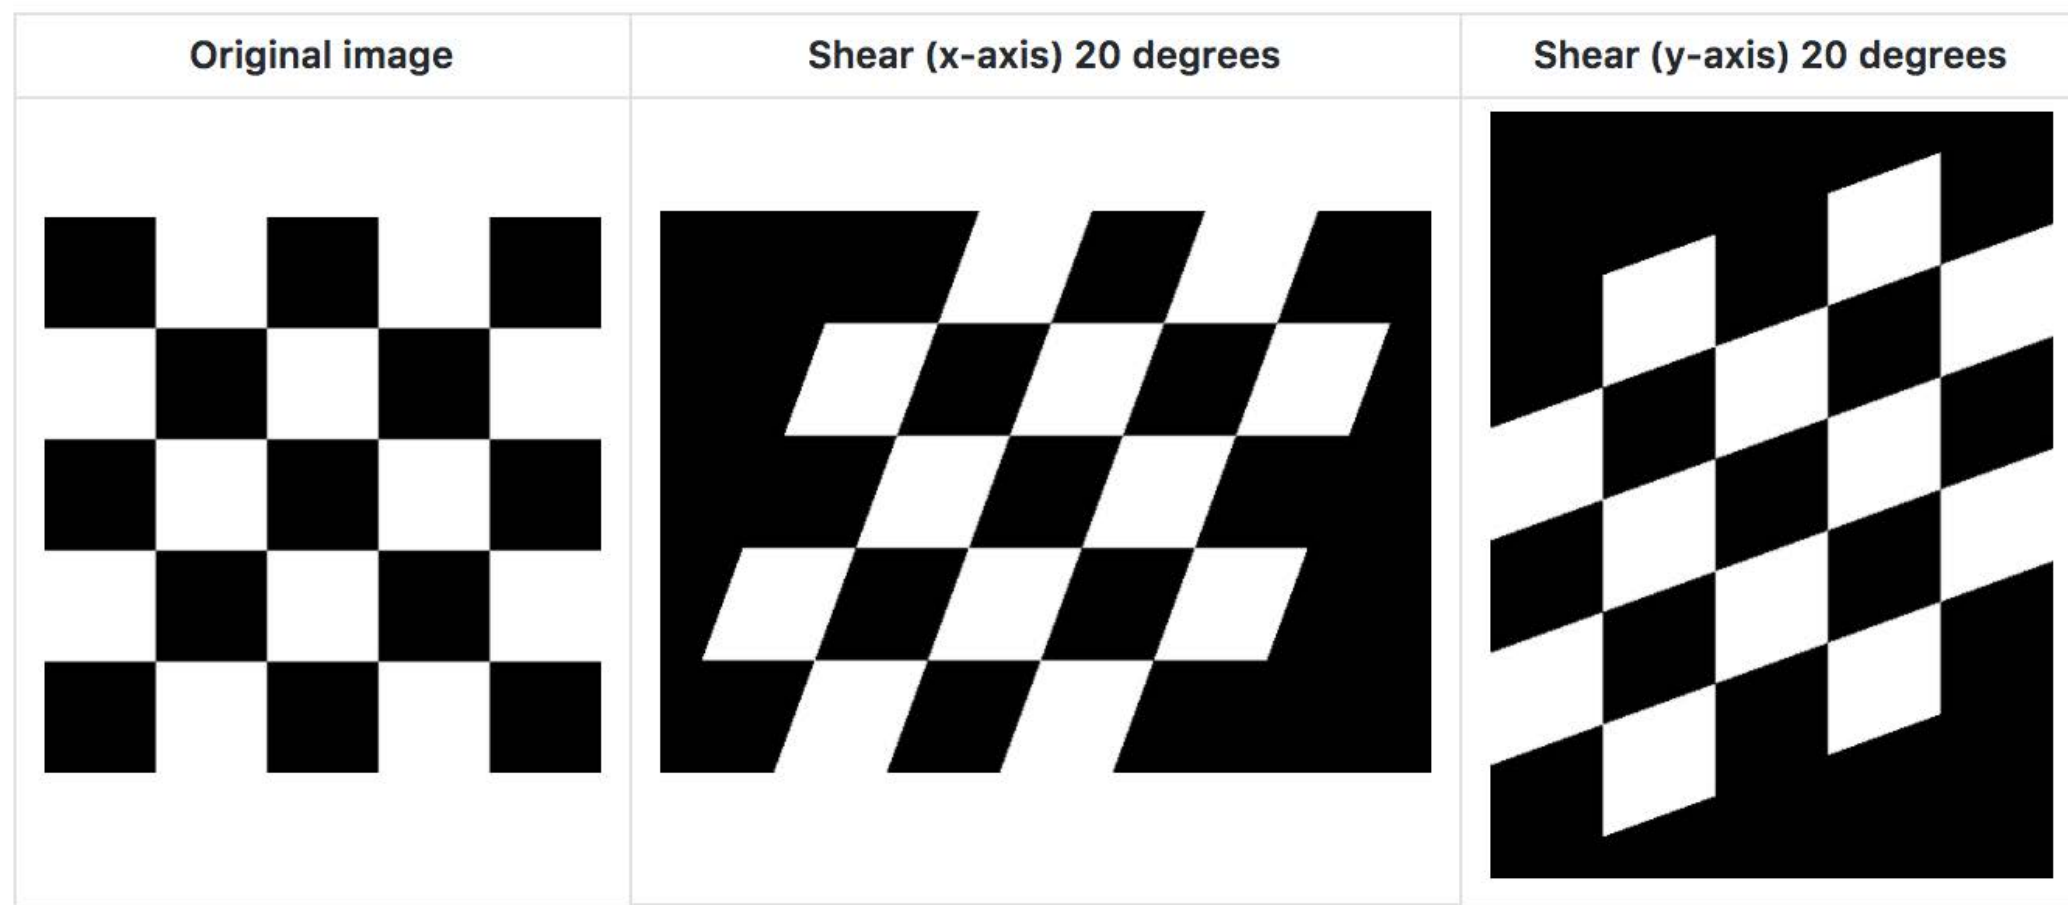 Original image
Shear (x-axis) 20 degrees
Shear (y-axis) 20 degrees